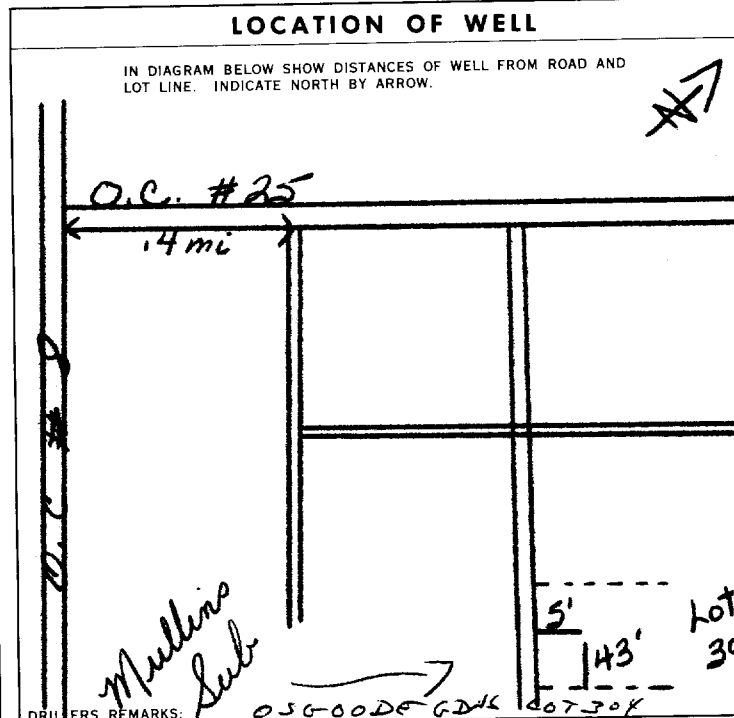 LOCATION OF WELL
IN DIAGRAM BELOW SHOW DISTANCES OF WELL FROM ROAD AND
LOT LINE. INDICATE NORTH BY ARROW.
N
O.C. #25
.4 mi
O.C #
5'
Lot
43'
Mullins
Sub
DRILLERS REMARKS:
OSGOODE GDNS LOT 304